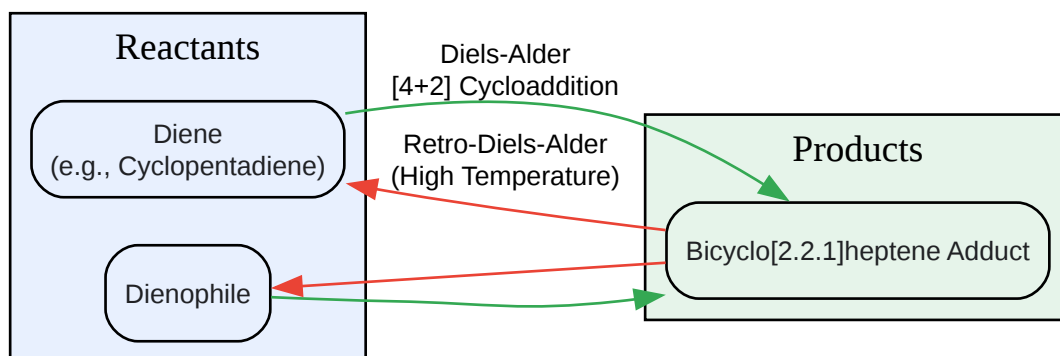 Reactants
Diene
(e.g., Cyclopentadiene)
Dienophile
Diels-Alder
[4+2] Cycloaddition
Retro-Diels-Alder
(High Temperature)
Products
Bicyclo[2.2.1]heptene Adduct